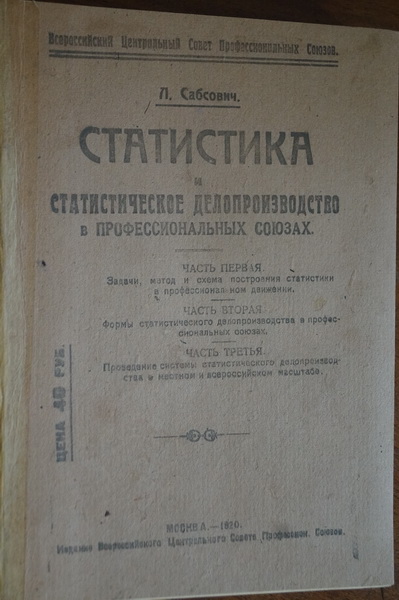 Всероссийский Центральный Совет Профессиональных Союзов.
Л. Сабсович.
СТАТИСТИКА
и
СТАТИСТИЧЕСКОЕ ДЕЛОПРОИЗВОДСТВО
в ПРОФЕССИОНАЛЬНЫХ СОЮЗАХ.
ЧАСТЬ ПЕРВАЯ.
Задачи, метод и схема построения статистики
в профессиональном движении.
ЧАСТЬ ВТОРАЯ.
Формы статистического делопроизводства в профес-
сиональных союзах.
ЧАСТЬ ТРЕТЬЯ.
Проведение системы статистического делопроизвод-
ства в местном и всероссийском масштабе.
ЦЕНА 40 РУБ.
МОСКВА.—1920.
Издание Всероссийского Центрального Совета Професион. Союзов.